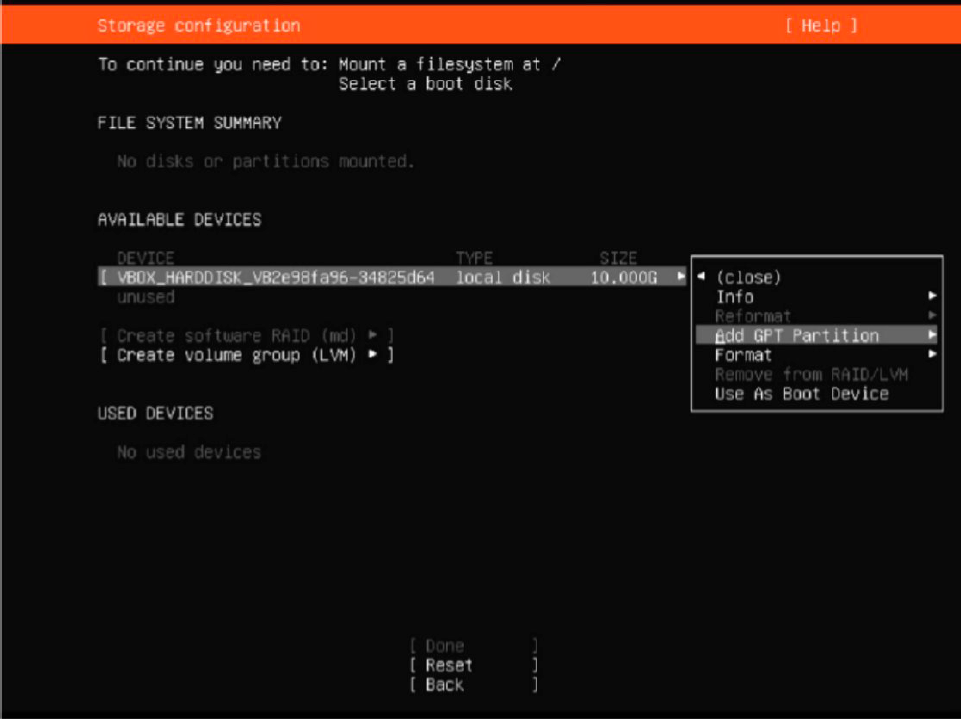 Storage configuration [ Help ]
To continue you need to: Mount a filesystem at /
Select a boot disk
FILE SYSTEM SUMMARY
No disks or partitions mounted.
AVAILABLE DEVICES
DEVICE TYPE SIZE
[ VBOX_HARDDISK_VB2e98fa96-34825d64 local disk 10.000G ►
unused
[ Create software RAID (md) ► ]
[ Create volume group (LVM) ► ]
◄ (close)
Info ►
Reformat ►
Add GPT Partition ►
Format ►
Remove from RAID/LVM
Use As Boot Device
USED DEVICES
No used devices
[ Done ]
[ Reset ]
[ Back ]